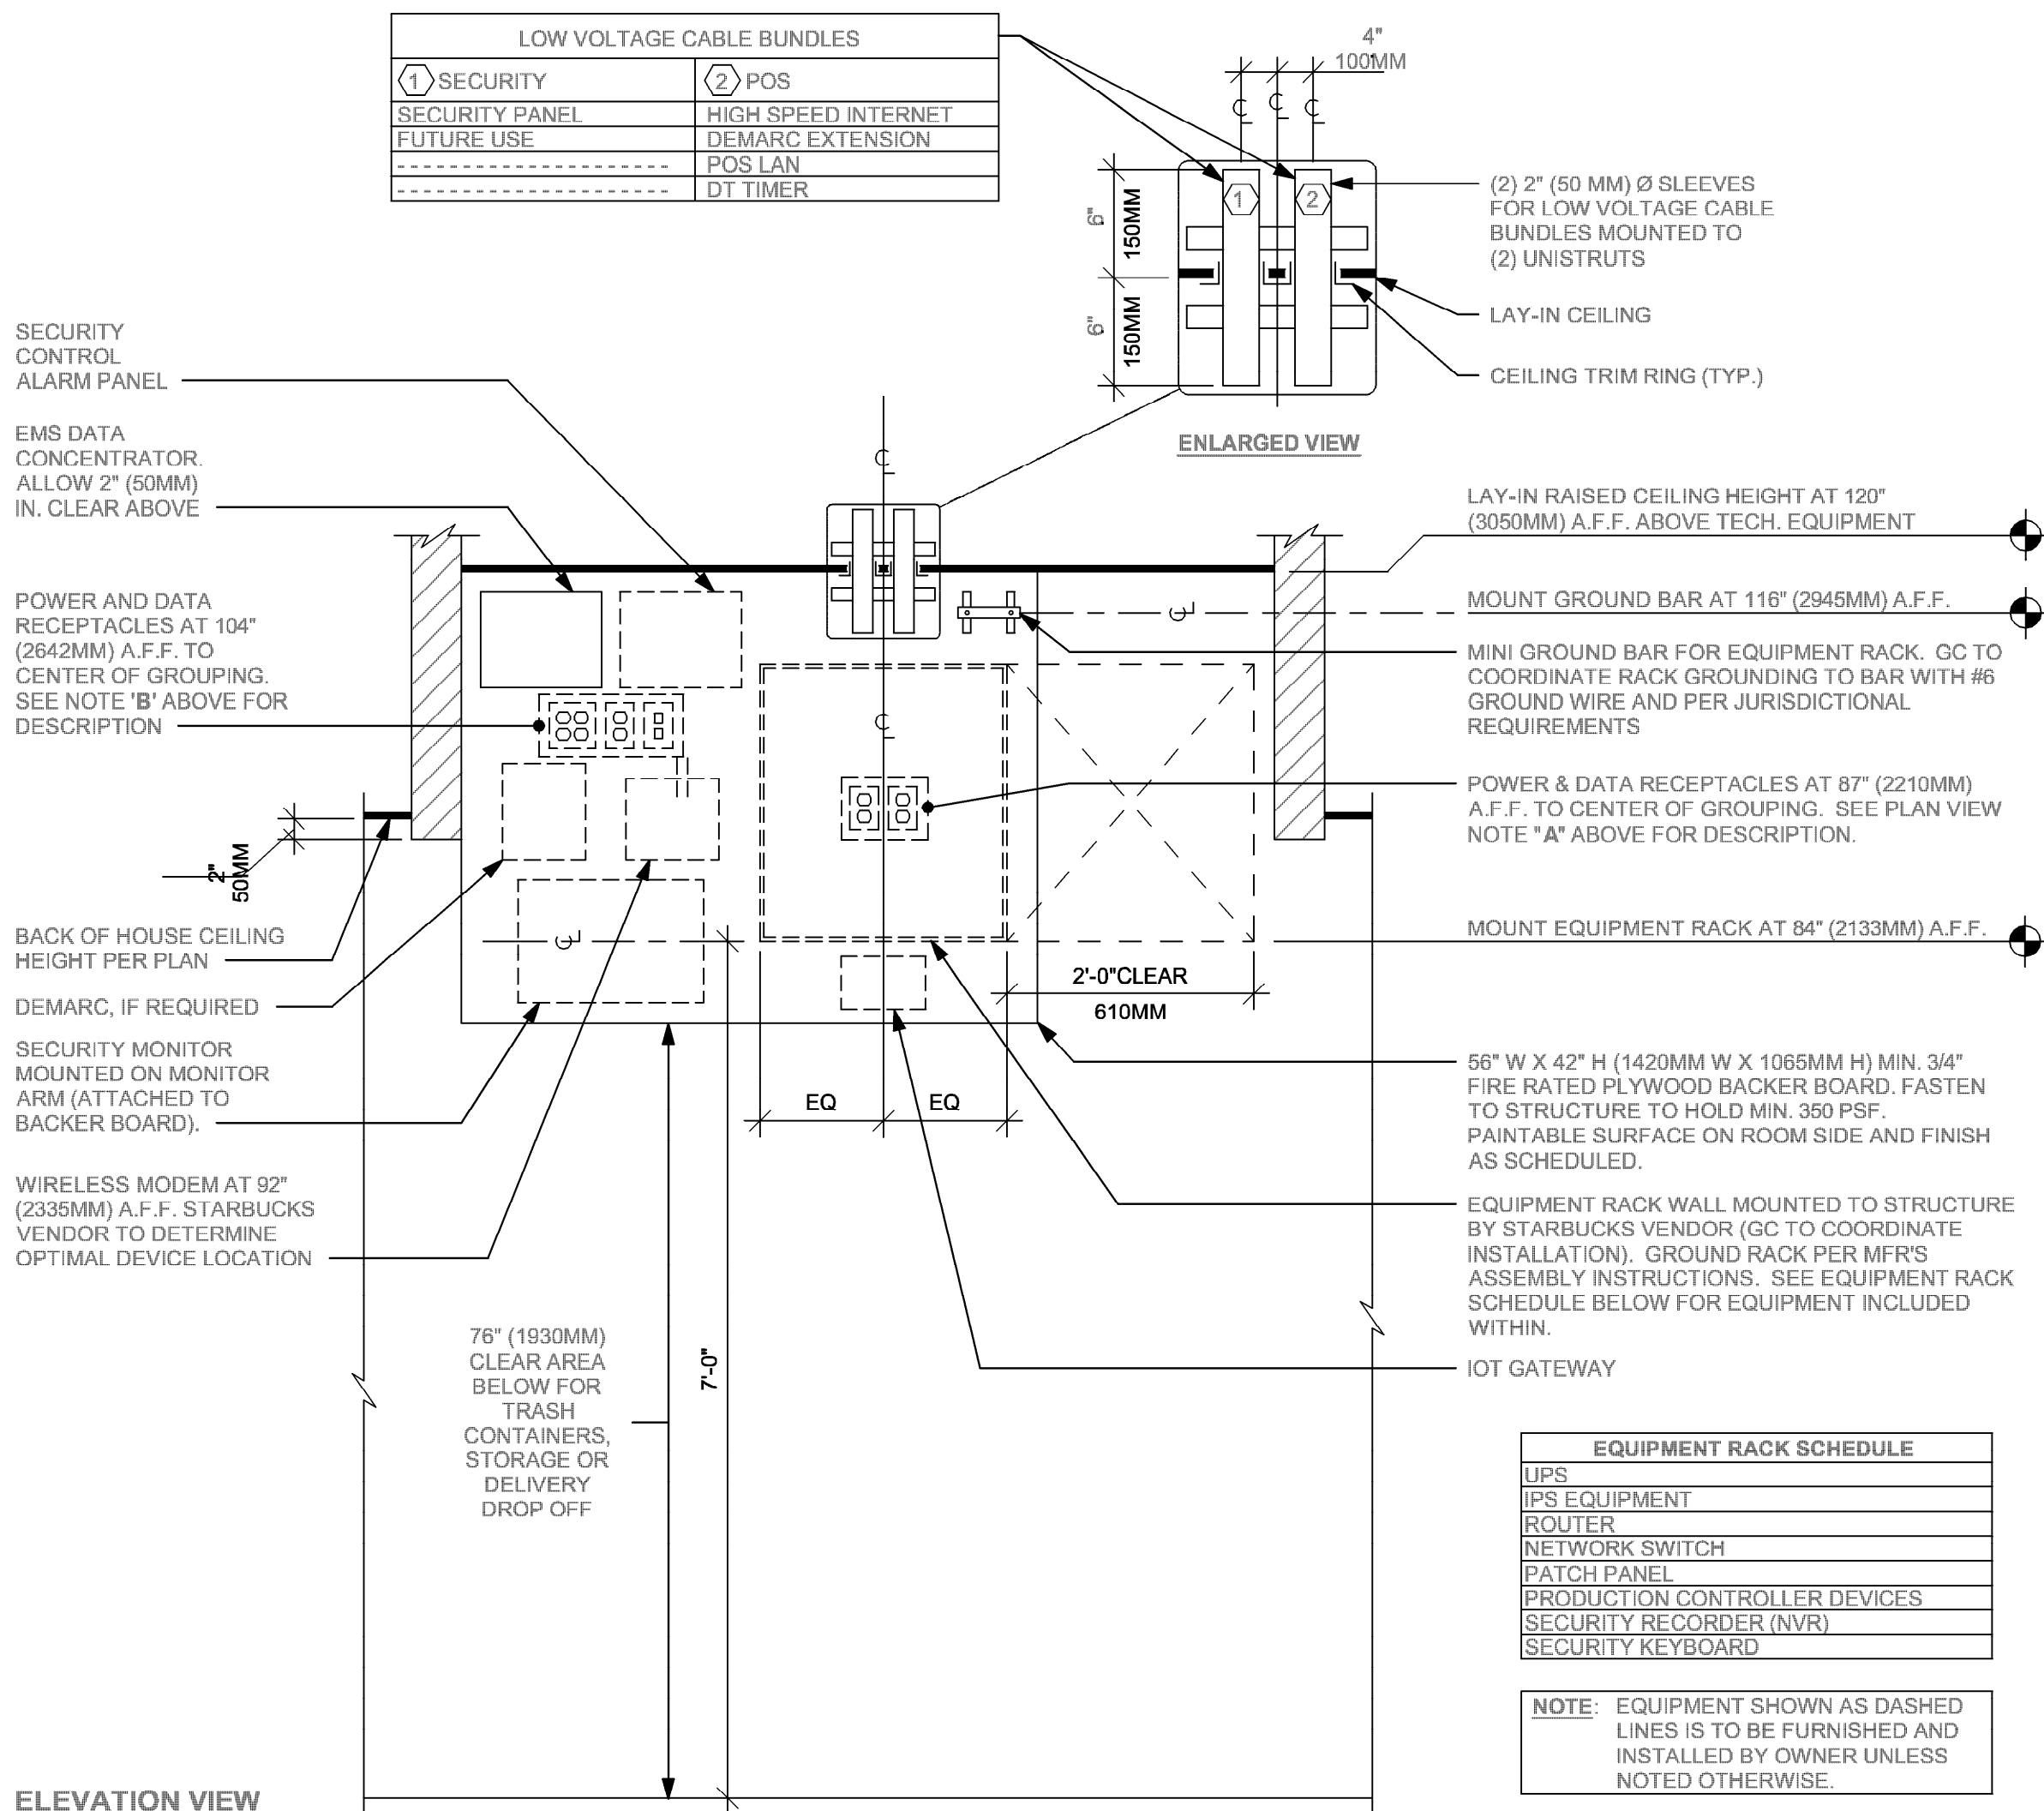 LOW VOLTAGE CABLE BUNDLES
1 SECURITY
2 POS
SECURITY PANEL
HIGH SPEED INTERNET
FUTURE USE
DEMARC EXTENSION
POS LAN
DT TIMER
4"
100MM
6"
150MM
6"
150MM
1
2
(2) 2" (50 MM) Ø SLEEVES
FOR LOW VOLTAGE CABLE
BUNDLES MOUNTED TO
(2) UNISTRUTS
LAY-IN CEILING
CEILING TRIM RING (TYP.)
ENLARGED VIEW
SECURITY
CONTROL
ALARM PANEL
EMS DATA
CONCENTRATOR.
ALLOW 2" (50MM)
IN. CLEAR ABOVE
POWER AND DATA
RECEPTACLES AT 104"
(2642MM) A.F.F. TO
CENTER OF GROUPING.
SEE NOTE 'B' ABOVE FOR
DESCRIPTION
2"
50MM
BACK OF HOUSE CEILING
HEIGHT PER PLAN
DEMARC, IF REQUIRED
SECURITY MONITOR
MOUNTED ON MONITOR
ARM (ATTACHED TO
BACKER BOARD).
WIRELESS MODEM AT 92"
(2335MM) A.F.F. STARBUCKS
VENDOR TO DETERMINE
OPTIMAL DEVICE LOCATION
LAY-IN RAISED CEILING HEIGHT AT 120"
(3050MM) A.F.F. ABOVE TECH. EQUIPMENT
MOUNT GROUND BAR AT 116" (2945MM) A.F.F.
MINI GROUND BAR FOR EQUIPMENT RACK. GC TO
COORDINATE RACK GROUNDING TO BAR WITH #6
GROUND WIRE AND PER JURISDICTIONAL
REQUIREMENTS
POWER & DATA RECEPTACLES AT 87" (2210MM)
A.F.F. TO CENTER OF GROUPING. SEE PLAN VIEW
NOTE "A" ABOVE FOR DESCRIPTION.
MOUNT EQUIPMENT RACK AT 84" (2133MM) A.F.F.
2'-0"CLEAR
610MM
EQ
EQ
56" W X 42" H (1420MM W X 1065MM H) MIN. 3/4"
FIRE RATED PLYWOOD BACKER BOARD. FASTEN
TO STRUCTURE TO HOLD MIN. 350 PSF.
PAINTABLE SURFACE ON ROOM SIDE AND FINISH
AS SCHEDULED.
EQUIPMENT RACK WALL MOUNTED TO STRUCTURE
BY STARBUCKS VENDOR (GC TO COORDINATE
INSTALLATION). GROUND RACK PER MFR'S
ASSEMBLY INSTRUCTIONS. SEE EQUIPMENT RACK
SCHEDULE BELOW FOR EQUIPMENT INCLUDED
WITHIN.
IOT GATEWAY
76" (1930MM)
CLEAR AREA
BELOW FOR
TRASH
CONTAINERS,
STORAGE OR
DELIVERY
DROP OFF
7'-0"
EQUIPMENT RACK SCHEDULE
UPS
IPS EQUIPMENT
ROUTER
NETWORK SWITCH
PATCH PANEL
PRODUCTION CONTROLLER DEVICES
SECURITY RECORDER (NVR)
SECURITY KEYBOARD
NOTE: EQUIPMENT SHOWN AS DASHED
LINES IS TO BE FURNISHED AND
INSTALLED BY OWNER UNLESS
NOTED OTHERWISE.
ELEVATION VIEW